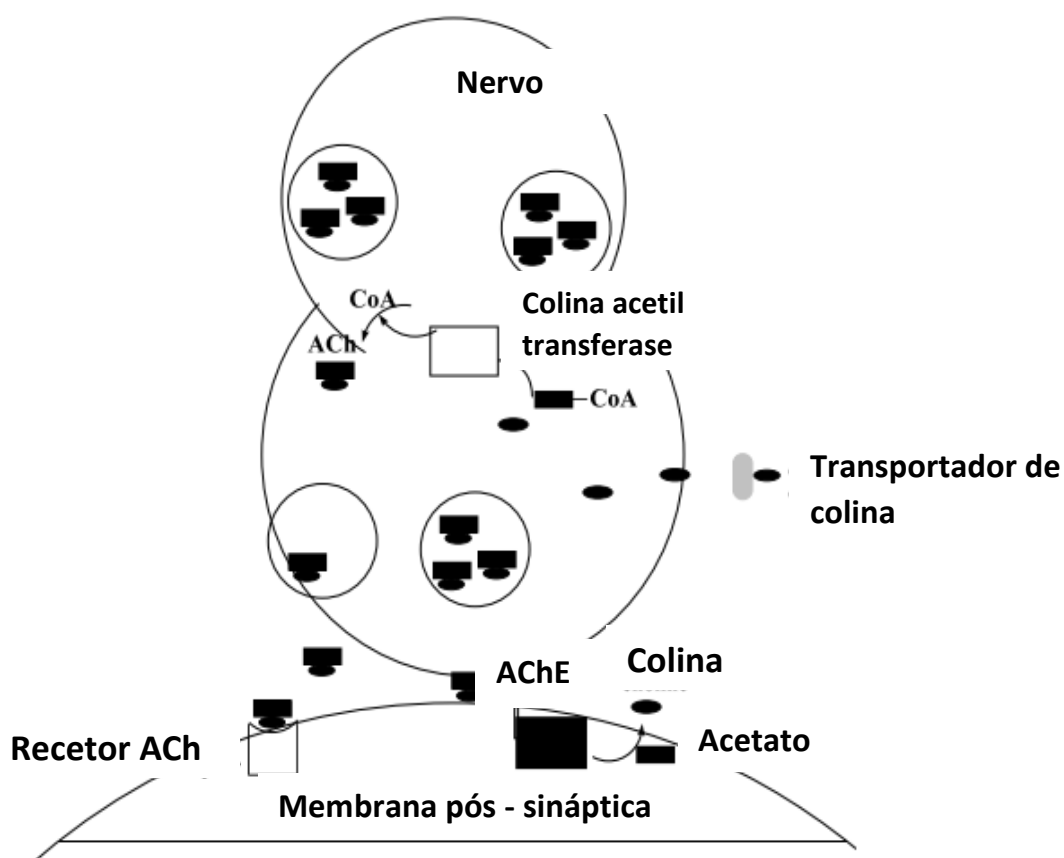 Nervo
CoA
Colina acetil
transferase
ACh
CoA
Transportador de
colina
AChE
Colina
Recetor ACh
Acetato
Membrana pós - sináptica